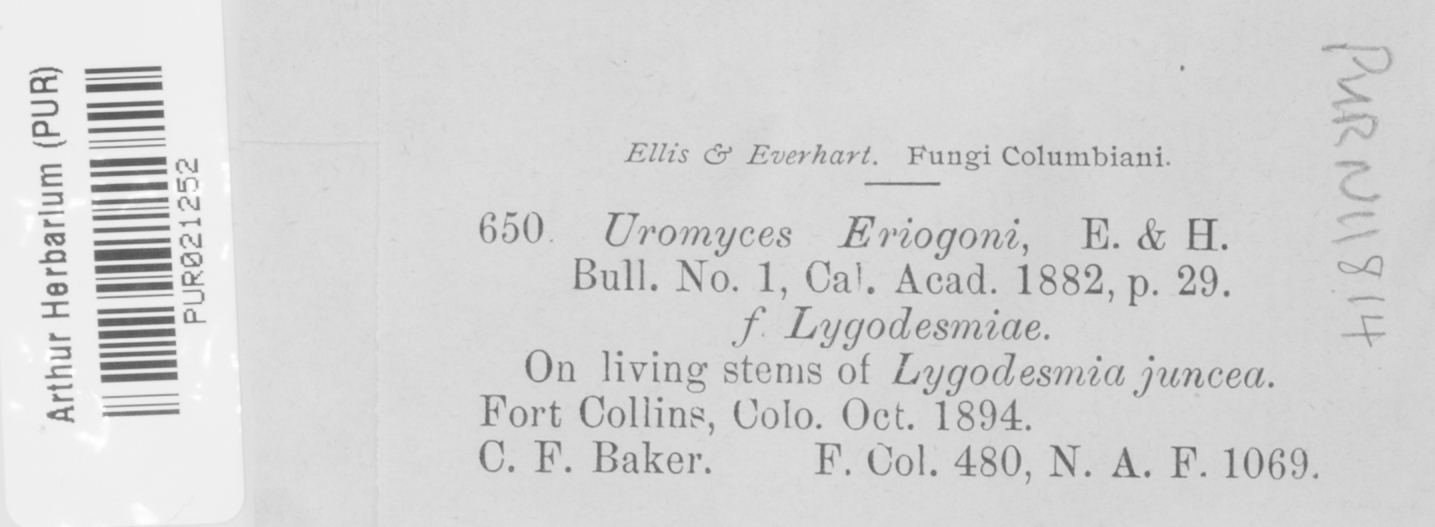 Arthur Herbarium (PUR)
PUR021252
Ellis & Everhart. Fungi Columbiani.
650. Uromyces Eriogoni, E. & H.
Bull. No. 1, Cal. Acad. 1882, p. 29.
f. Lygodesmiae.
On living stems of Lygodesmia juncea.
Fort Collins, Colo. Oct. 1894.
C. F. Baker. F. Col. 480, N. A. F. 1069.
PUR N11814